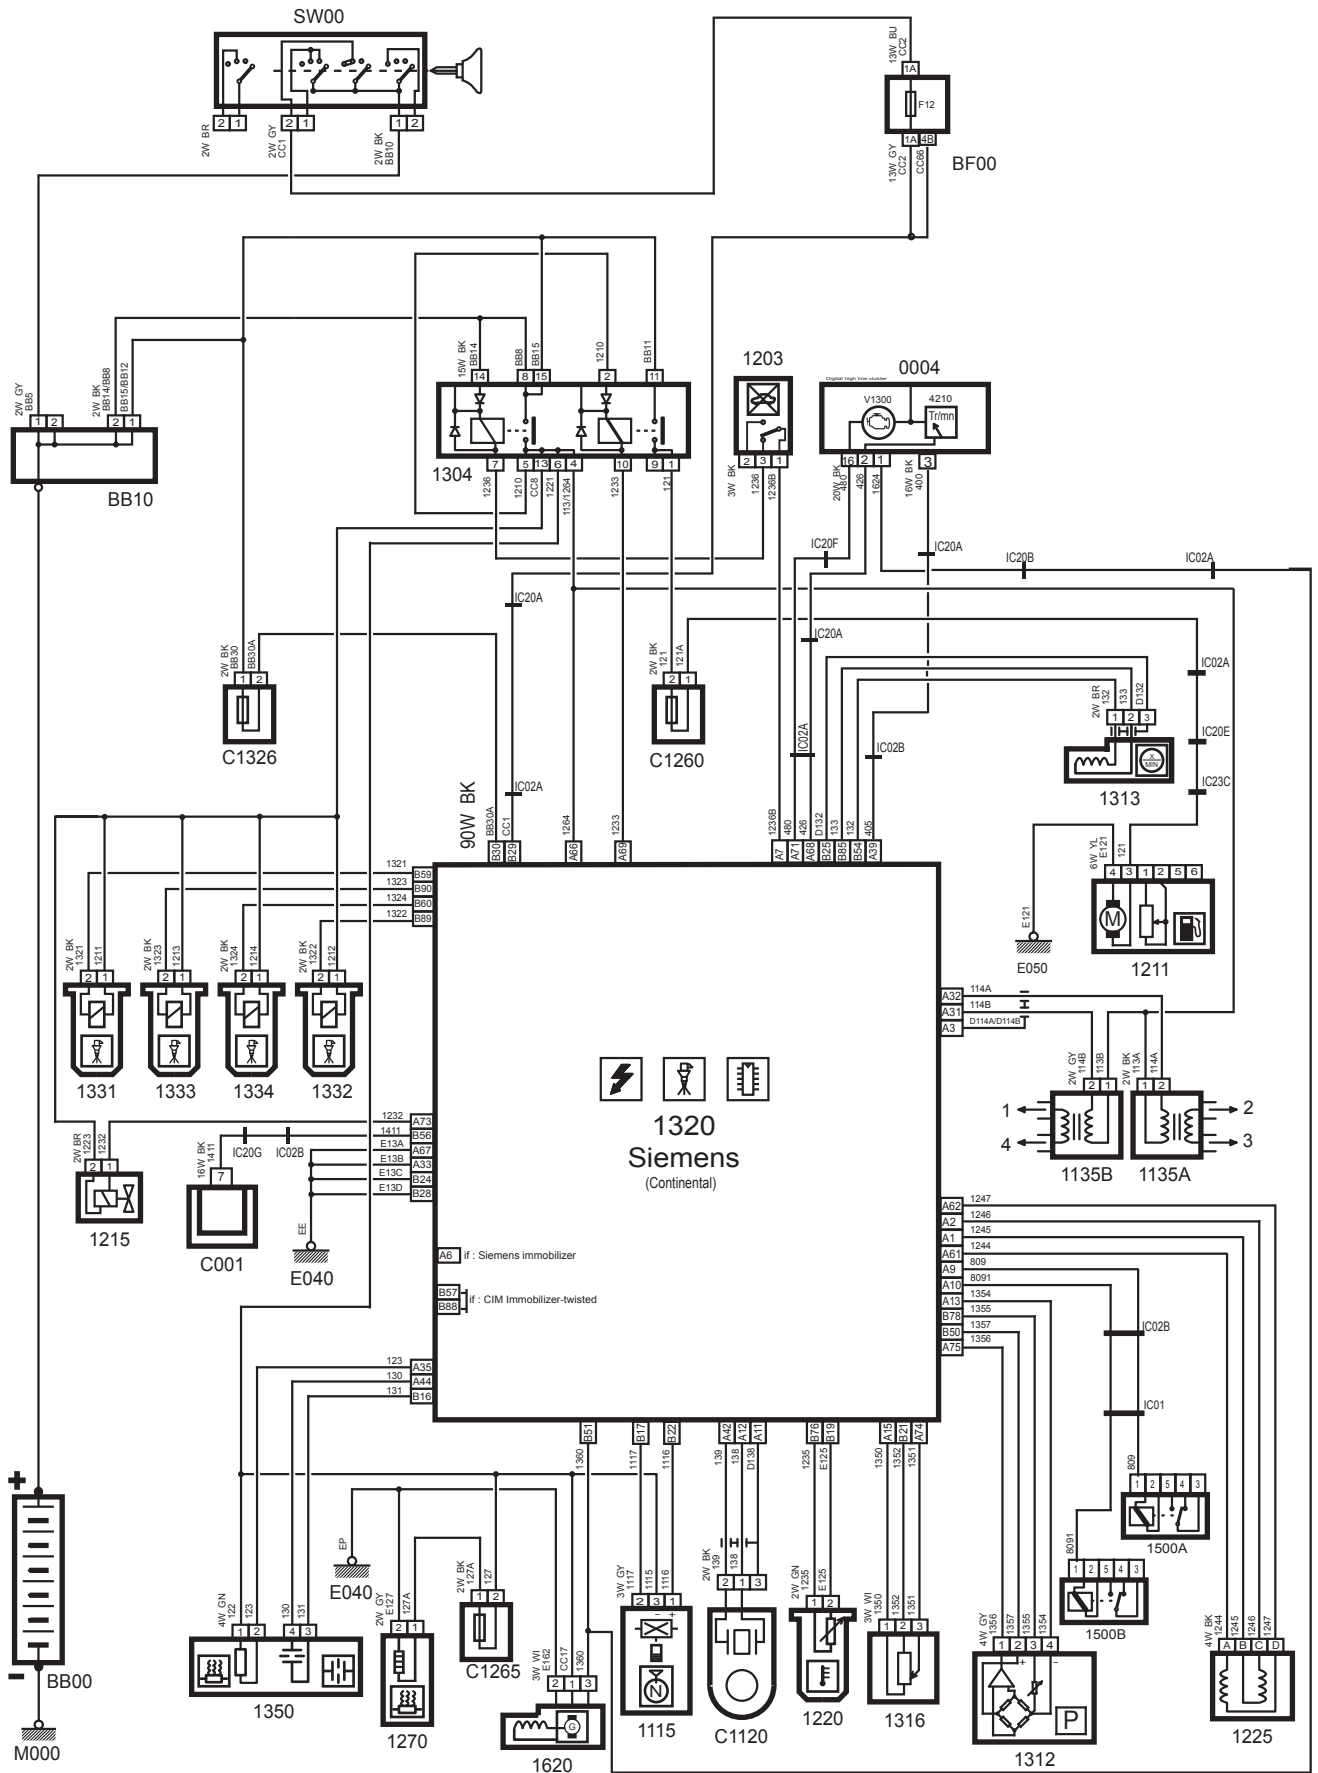 SW00
2 1
2 1
1 2
2W BR
2W GY
CC1
2W BK
BB10
13W BU
CC2
1A
F12
1A 4B
13W GY
CC2
CC66
BF00
15W BK
BB14
BB8
BB15
1210
BB11
14 8 15 2 11
1304
7 5 13 6 4 10 9 1
1236
1210
CC8
1221
113/1264
1233
121
1203
2 3 1
3W BK
1236
1236B
0004
Digital high line cluster
V1300
4210
Tr/mn
16 2 1 3
20W BK
480
426
1624
16W BK
400
2W GY
BB5
2W BK
BB14/BB8
BB15/BB12
1 2 2 1
BB10
IC20F
IC20A
IC20B
IC02A
IC20A
IC20A
2W BK
BB30
BB30A
1 2
C1326
2W BK
121
121A
2 1
C1260
IC02A
IC20E
IC23C
2W BR
132
133
D132
1 2 3
X
MIN
1313
IC02A
IC02A
IC02B
90W BK
BB30A
CC1
1264
1233
1236B
480
426
D132
133
132
405
B30 B29 A66 A69 A7 A71 A68 B25 B85 B54 A39
6W YL
E121
121
4 3 1 2 5 6
M
1211
E121
E050
1321 B59
1323 B90
1324 B60
1322 B89
2W BK
1321
1211
2 1
1331
2W BK
1323
1213
2 1
1333
2W BK
1324
1214
2 1
1334
2W BK
1322
1212
2 1
1332
A32 114A
A31 114B
A3 D114A/D114B
2W GY
114B
113B
2 1
2W BK
113A
114A
1 2
1
4
2
3
1135B
1135A
1320
Siemens
(Continental)
1232 A73
1411 B56
E13A A67
E13B A33
E13C B24
E13D B28
IC20G
IC02B
2W BR
1223
1232
2 1
1215
16W BK
1411
7
C001
EE
E040
A6 if : Siemens immobilizer
B57
B88
if : CIM Immobilizer-twisted
123 A35
130 A44
131 B16
A62 1247
A2 1246
A1 1245
A61 1244
A9 809
A10 8091
A13 1354
B78 1355
B50 1357
A75 1356
IC02B
IC01
B51 B17 B22 A42 A12 A11 B76 B19 A15 B21 A74
1360
1117
1116
139
138
D138
1235
E125
1350
1352
1351
809
1 2 5 4 3
1500A
8091
1 2 5 4 3
1500B
+
-
BB00
M000
4W GN
122
123
130
131
1 2 4 3
1350
EP
E040
2W GY
E127
127A
2 1
1270
2W BK
127A
127
1 2
C1265
3W WI
E162
CC17
1360
2 1 3
G
1620
3W GY
1117
1115
1116
2 3 1
- +
N
1115
2W BK
139
138
2 1 3
C1120
2W GN
1235
E125
1 2
1220
3W WI
1350
1352
1351
1 2 3
1316
4W GY
1356
1357
1355
1354
1 2 3 4
+ -
P
1312
4W BK
1244
1245
1246
1247
A B C D
1225